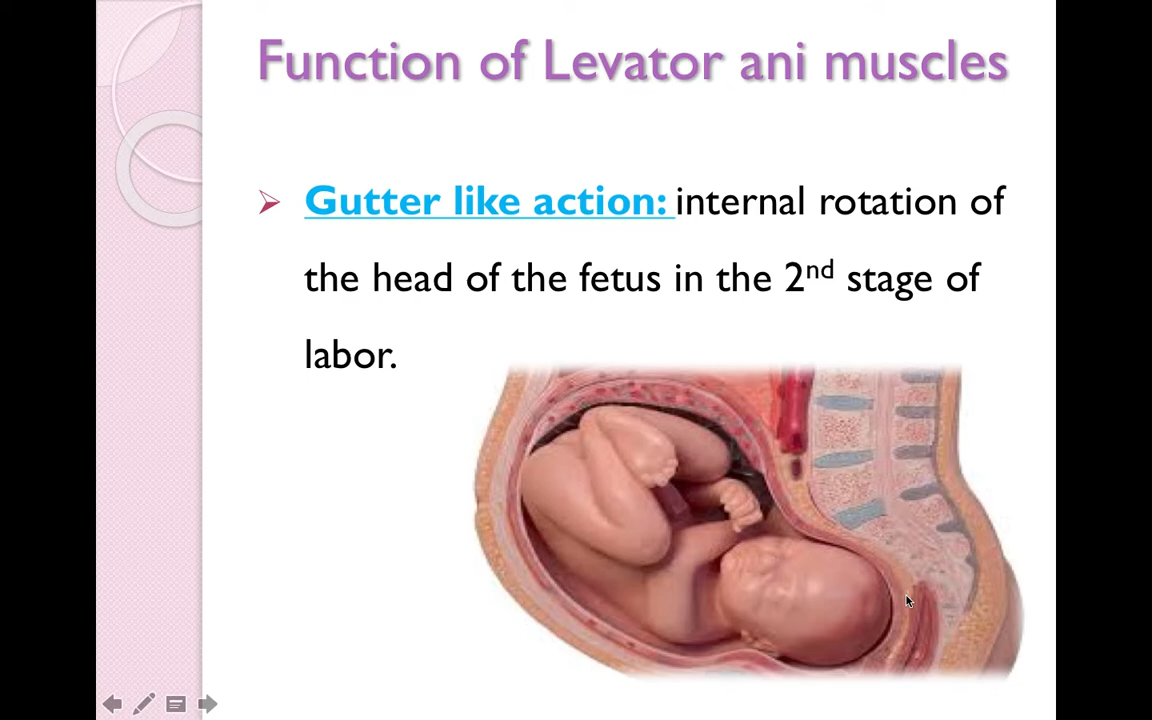 Function of Levator ani muscles
Gutter like action: internal rotation of
the head of the fetus in the 2nd stage of
labor.